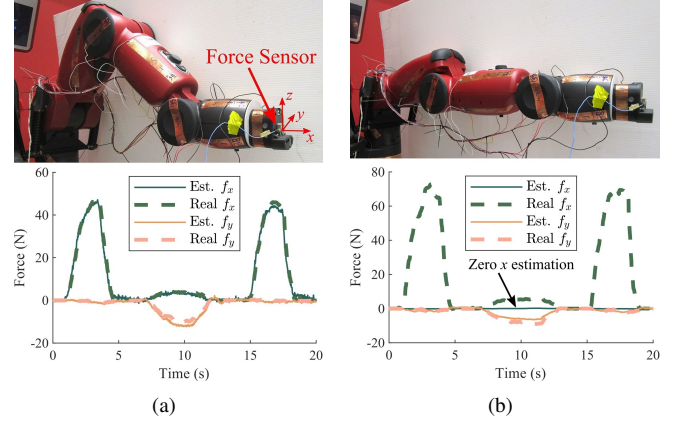 Force Sensor
z
y
x
60
40
20
0
-20
Force (N)
Est. fx
Real fx
Est. fy
Real fy
0
5
10
15
20
Time (s)
(a)
80
60
40
20
0
-20
Force (N)
Est. fx
Real fx
Est. fy
Real fy
Zero x estimation
0
5
10
15
20
Time (s)
(b)